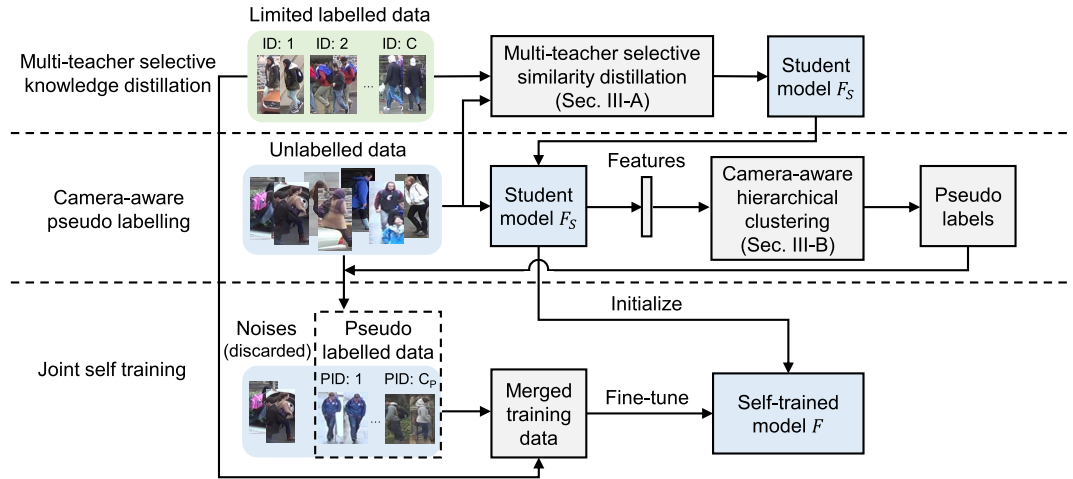 Limited labelled data
ID: 1 ID: 2 ID: C
...
Multi-teacher selective
knowledge distillation
Multi-teacher selective
similarity distillation
(Sec. III-A)
Student
model F_S
Unlabelled data
Camera-aware
pseudo labelling
Student
model F_S
Features
Camera-aware
hierarchical
clustering
(Sec. III-B)
Pseudo
labels
Initialize
Joint self training
Noises
(discarded)
Pseudo
labelled data
PID: 1 PID: C_P
...
Merged
training
data
Fine-tune
Self-trained
model F